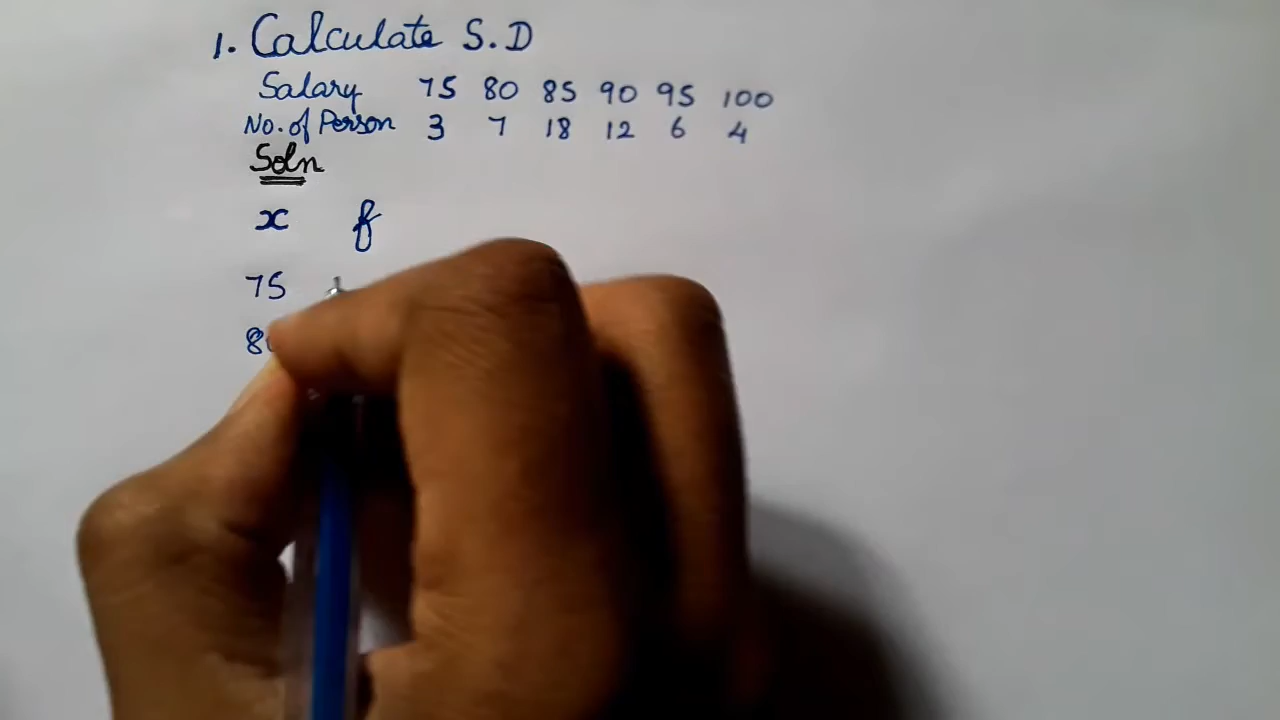 1. Calculate S.D
Salary 75 80 85 90 95 100
No. of Person 3 7 18 12 6 4
Soln
x f
75